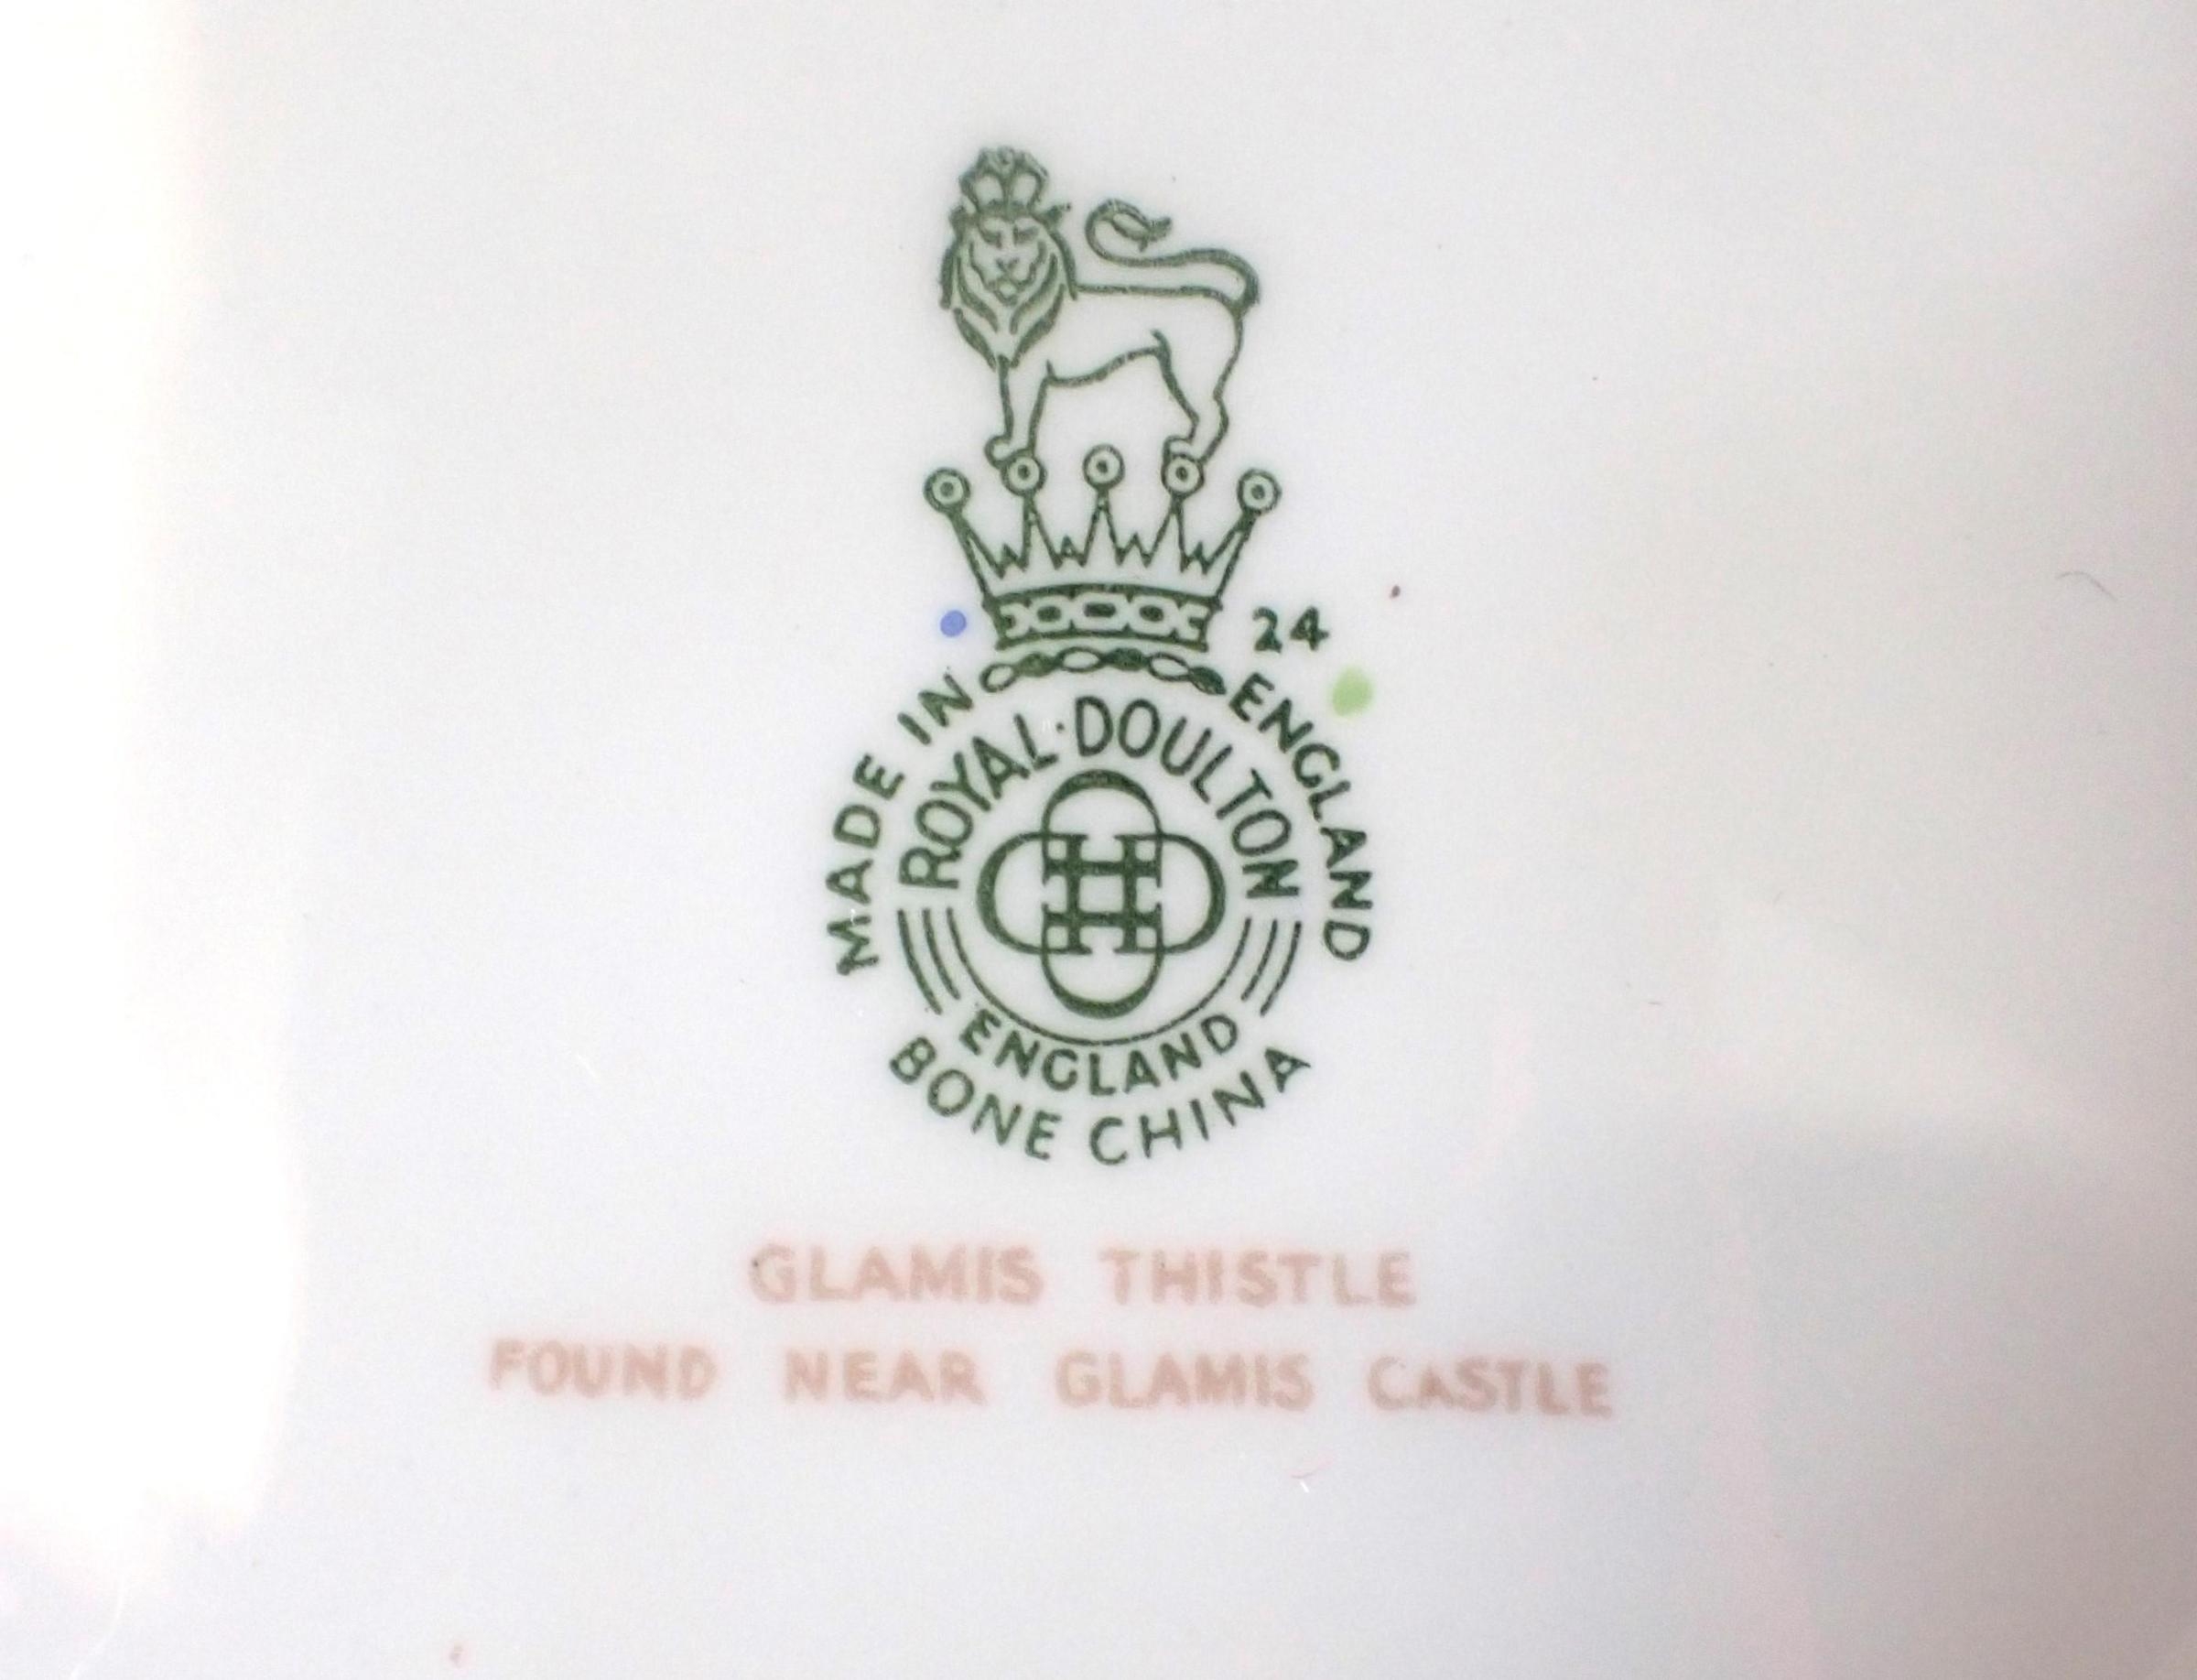 24
MADE IN ENGLAND
ROYAL·DOULTON
ENGLAND
BONE CHINA
GLAMIS THISTLE
FOUND NEAR GLAMIS CASTLE